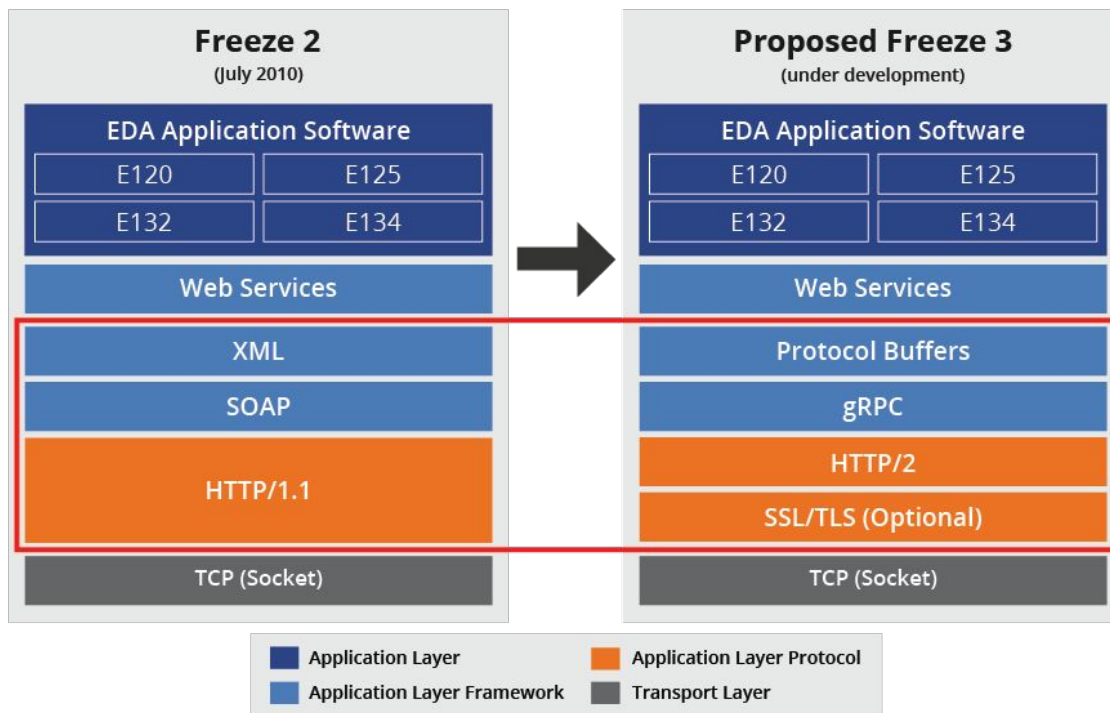 Freeze 2
(July 2010)
EDA Application Software
E120
E125
E132
E134
Web Services
XML
SOAP
HTTP/1.1
TCP (Socket)
Proposed Freeze 3
(under development)
EDA Application Software
E120
E125
E132
E134
Web Services
Protocol Buffers
gRPC
HTTP/2
SSL/TLS (Optional)
TCP (Socket)
Application Layer
Application Layer Protocol
Application Layer Framework
Transport Layer